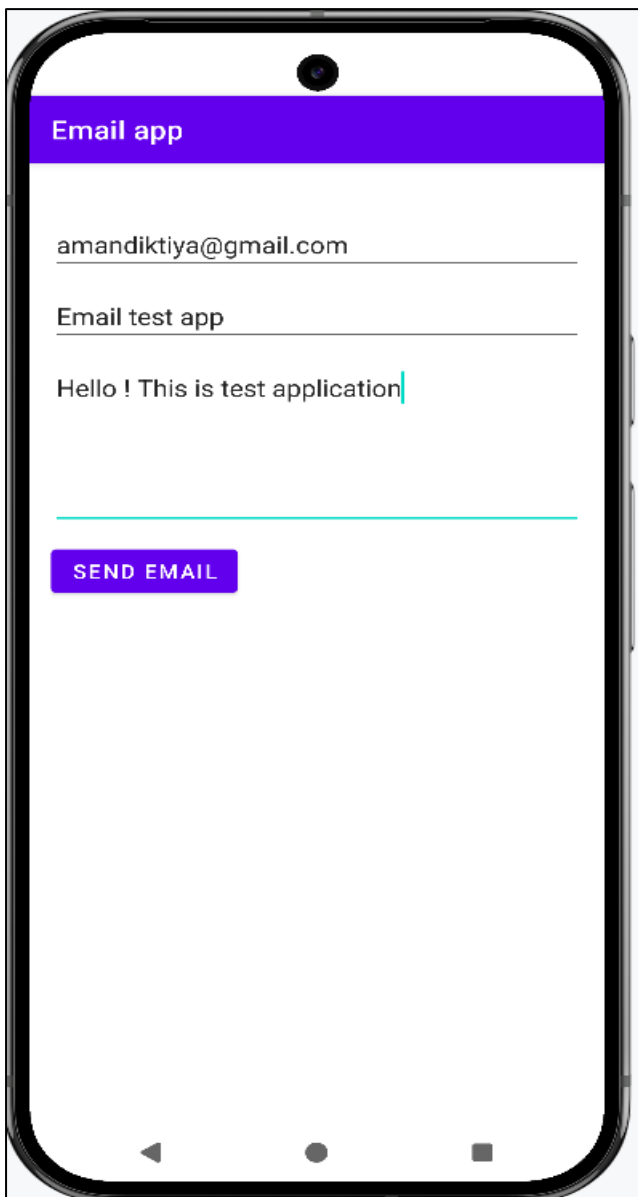 Email app
amandiktiya@gmail.com
Email test app
Hello ! This is test application
SEND EMAIL